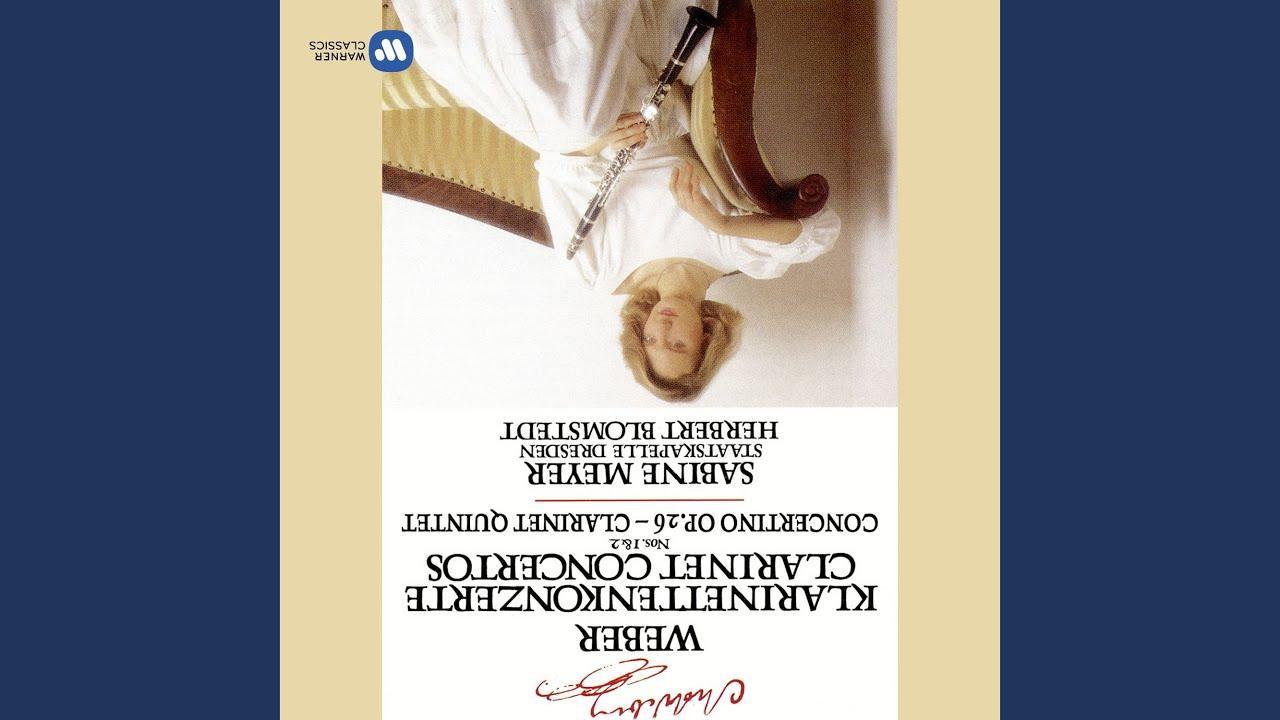 WEBER
KLARINETTENKONZERTE
CLARINET CONCERTOS
Nos. 1 & 2
CONCERTINO OP. 26 – CLARINET QUINTET
SABINE MEYER
STAATSKAPELLE DRESDEN
HERBERT BLOMSTEDT
WARNER
CLASSICS